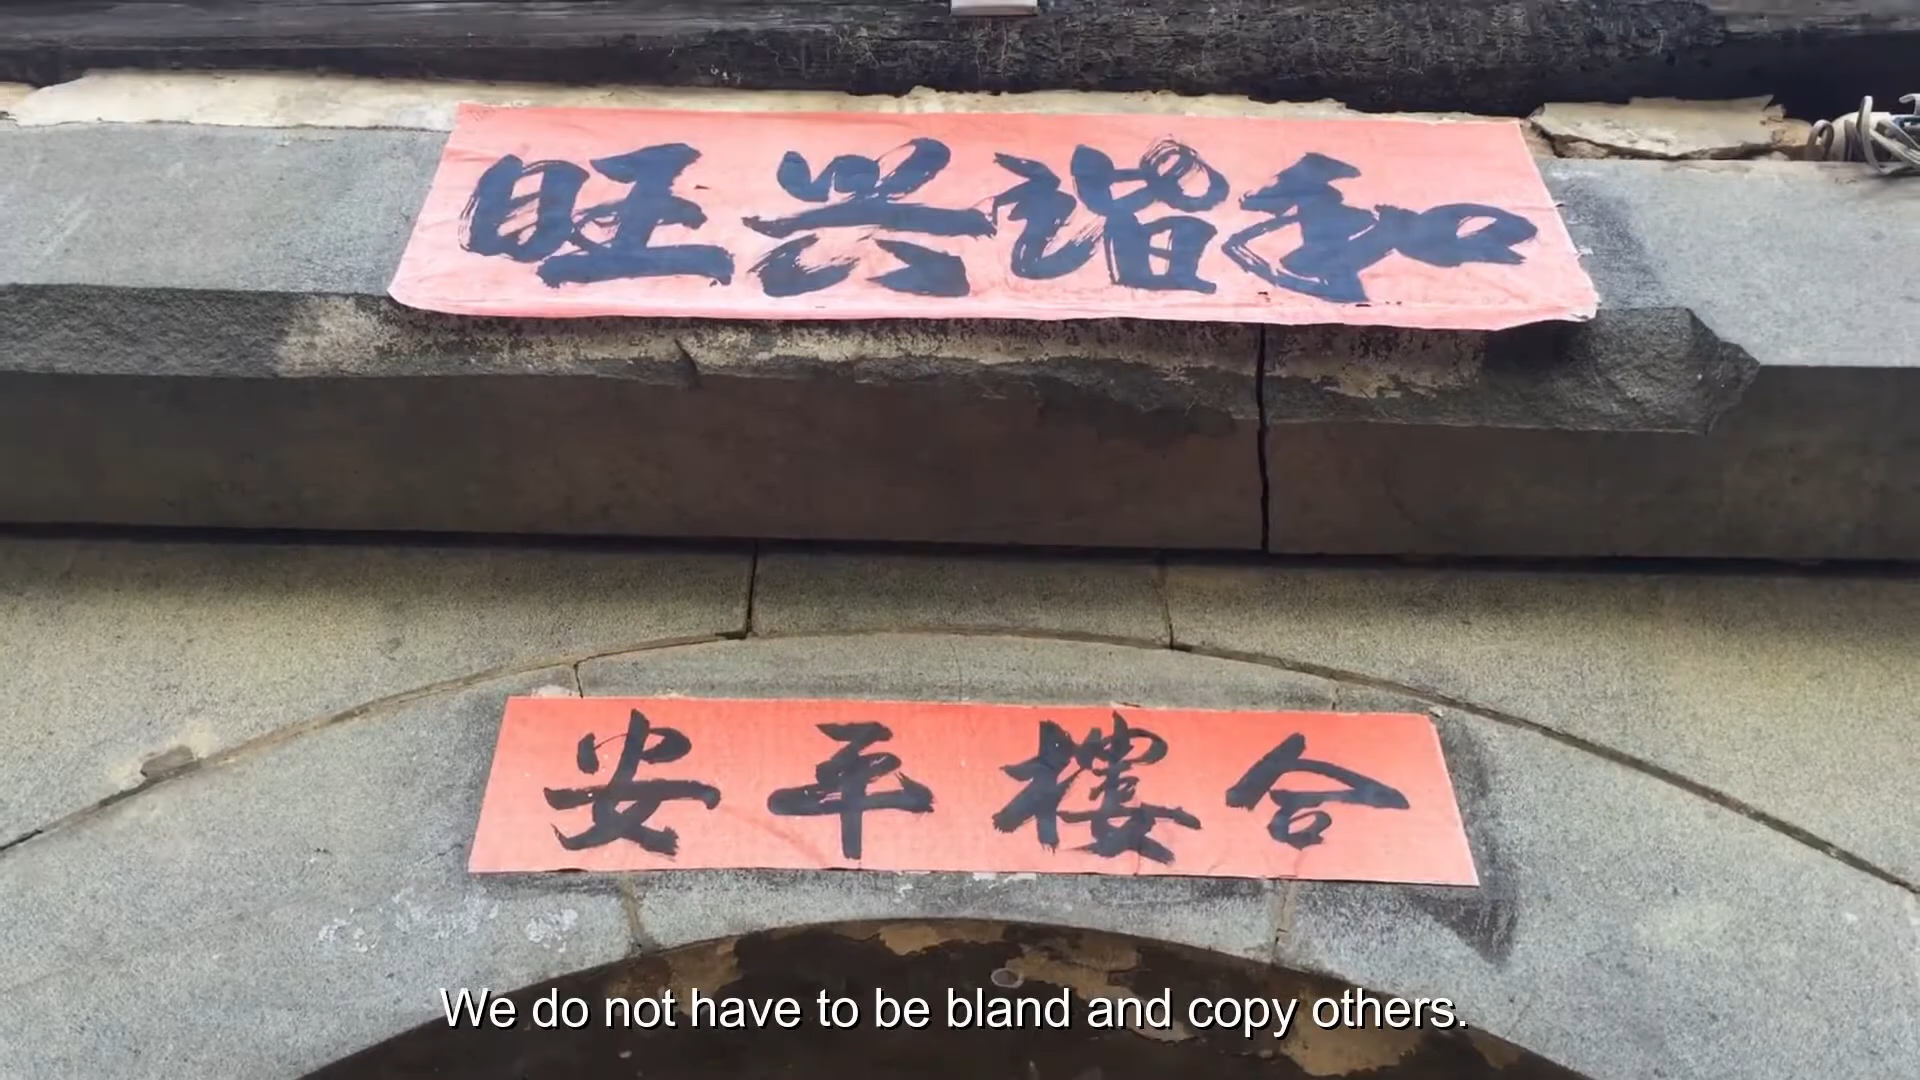 和谐兴旺
合樓平安
We do not have to be bland and copy others.